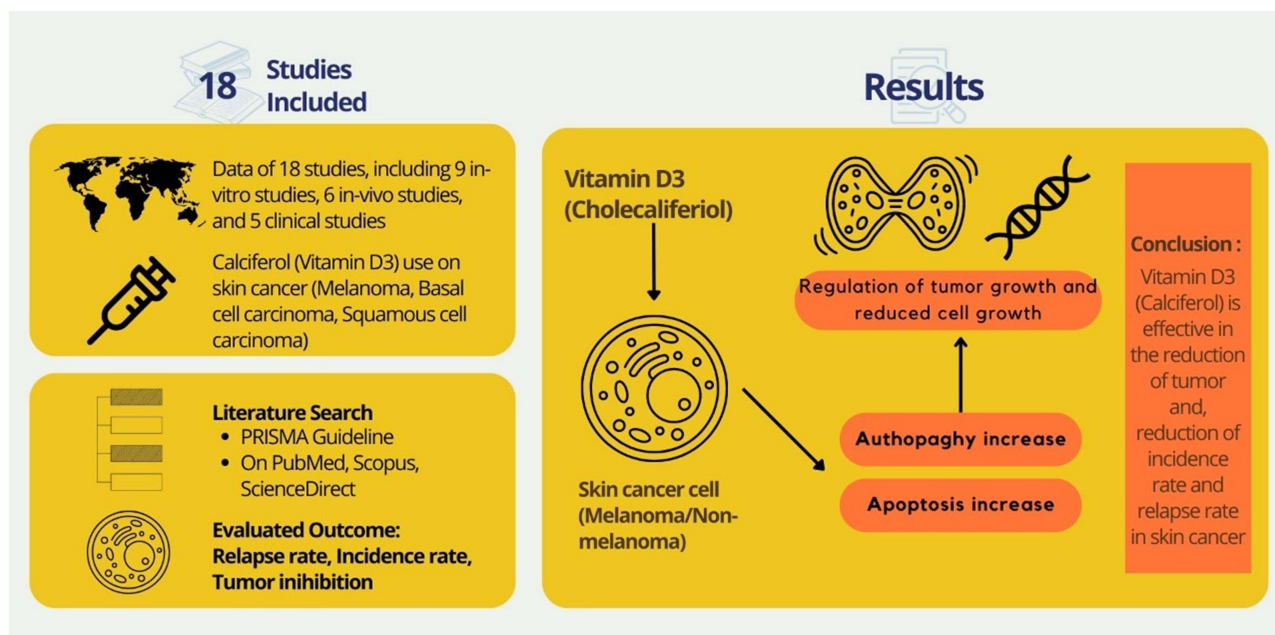 18
Studies
Included
Data of 18 studies, including 9 in-
vitro studies, 6 in-vivo studies,
and 5 clinical studies
Calciferol (Vitamin D3) use on
skin cancer (Melanoma, Basal
cell carcinoma, Squamous cell
carcinoma)
Literature Search
• PRISMA Guideline
• On PubMed, Scopus,
ScienceDirect
Evaluated Outcome:
Relapse rate, Incidence rate,
Tumor inihibition
Results
Vitamin D3
(Cholecaliferiol)
Skin cancer cell
(Melanoma/Non-
melanoma)
Regulation of tumor growth and
reduced cell growth
Authopaghy increase
Apoptosis increase
Conclusion :
Vitamin D3
(Calciferol) is
effective in
the reduction
of tumor
and,
reduction of
incidence
rate and
relapse rate
in skin cancer